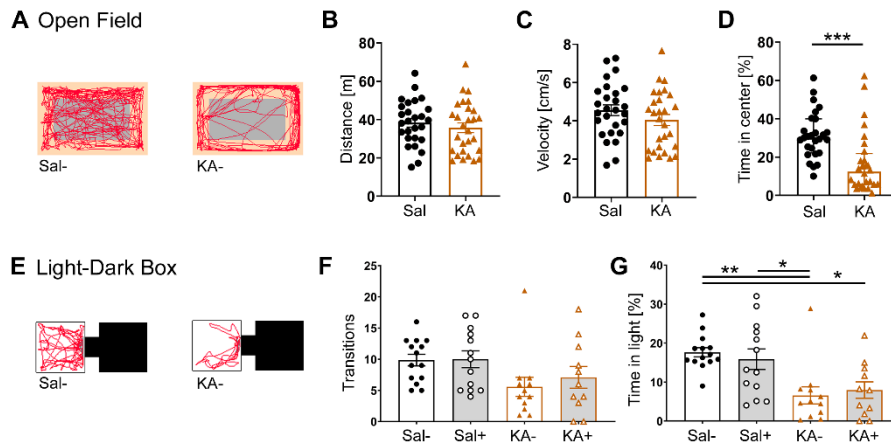 A Open Field
Sal-
KA-
B
Distance [m]
80
60
40
20
0
Sal
KA
C
Velocity [cm/s]
8
6
4
2
0
Sal
KA
D
Time in center [%]
80
60
40
20
0
***
Sal
KA
E Light-Dark Box
Sal-
KA-
F
Transitions
25
20
15
10
5
0
Sal-
Sal+
KA-
KA+
G
Time in light [%]
40
30
20
10
0
**
*
*
Sal-
Sal+
KA-
KA+